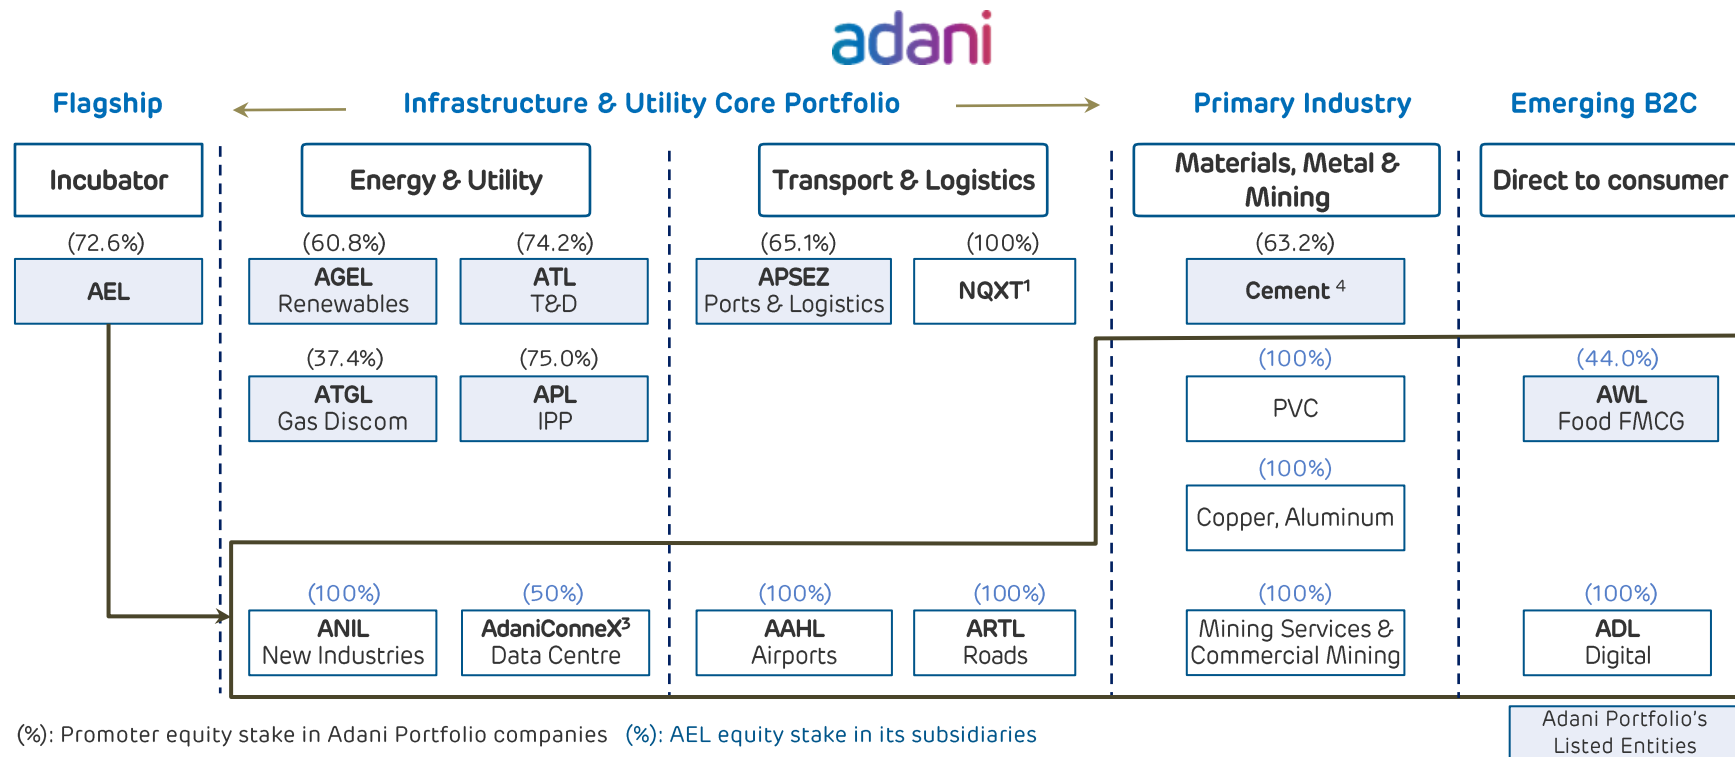 adani
Flagship
Infrastructure & Utility Core Portfolio
Primary Industry
Emerging B2C
Incubator
Energy & Utility
Transport & Logistics
Materials, Metal &
Mining
Direct to consumer
(72.6%)
(60.8%)
(74.2%)
(65.1%)
(100%)
(63.2%)
AEL
AGEL
Renewables
ATL
T&D
APSEZ
Ports & Logistics
NQXT¹
Cement ⁴
(37.4%)
(75.0%)
(100%)
(44.0%)
ATGL
Gas Discom
APL
IPP
PVC
AWL
Food FMCG
(100%)
Copper, Aluminum
(100%)
(50%)
(100%)
(100%)
(100%)
(100%)
ANIL
New Industries
AdaniConneX³
Data Centre
AAHL
Airports
ARTL
Roads
Mining Services &
Commercial Mining
ADL
Digital
(%): Promoter equity stake in Adani Portfolio companies (%): AEL equity stake in its subsidiaries
Adani Portfolio's
Listed Entities